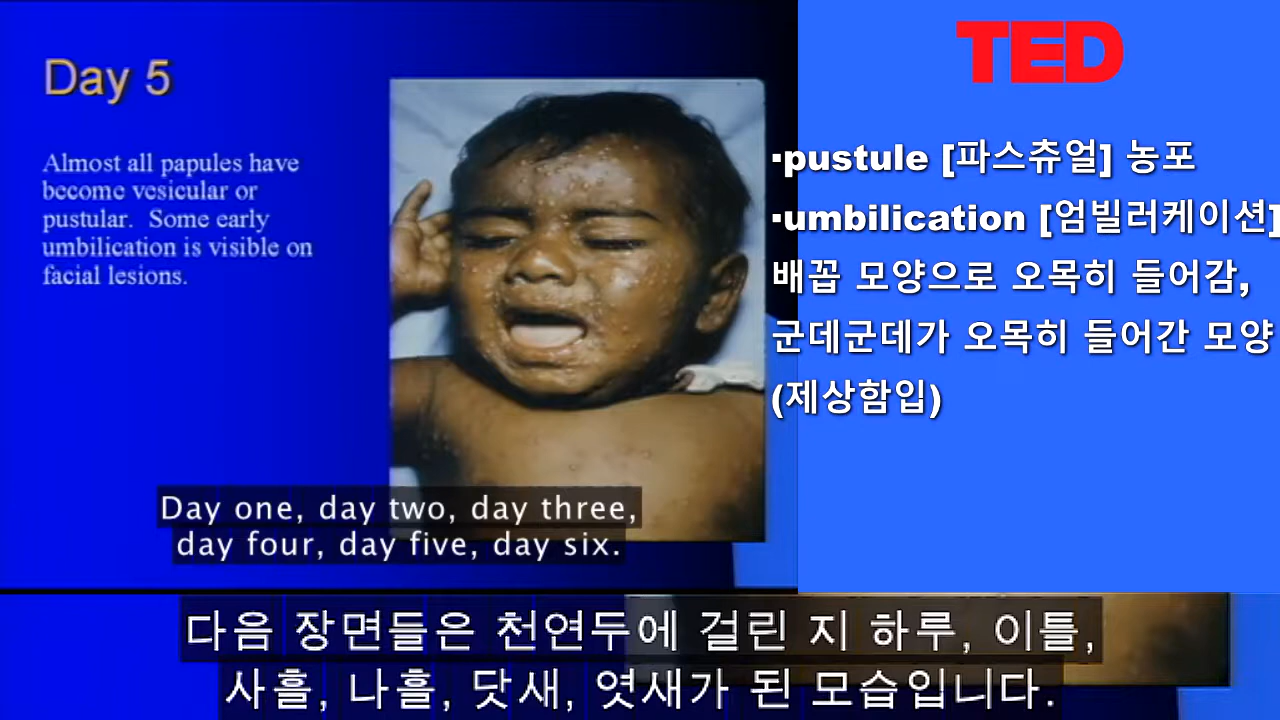 Day 5
Almost all papules have
become vesicular or
pustular. Some early
umbilication is visible on
facial lesions.
TED
▪pustule [파스츄얼] 농포
▪umbilication [엄빌러케이션]
배꼽 모양으로 오목히 들어감,
군데군데가 오목히 들어간 모양
(제상함입)
Day one, day two, day three,
day four, day five, day six.
다음 장면들은 천연두에 걸린 지 하루, 이틀,
사흘, 나흘, 닷새, 엿새가 된 모습입니다.